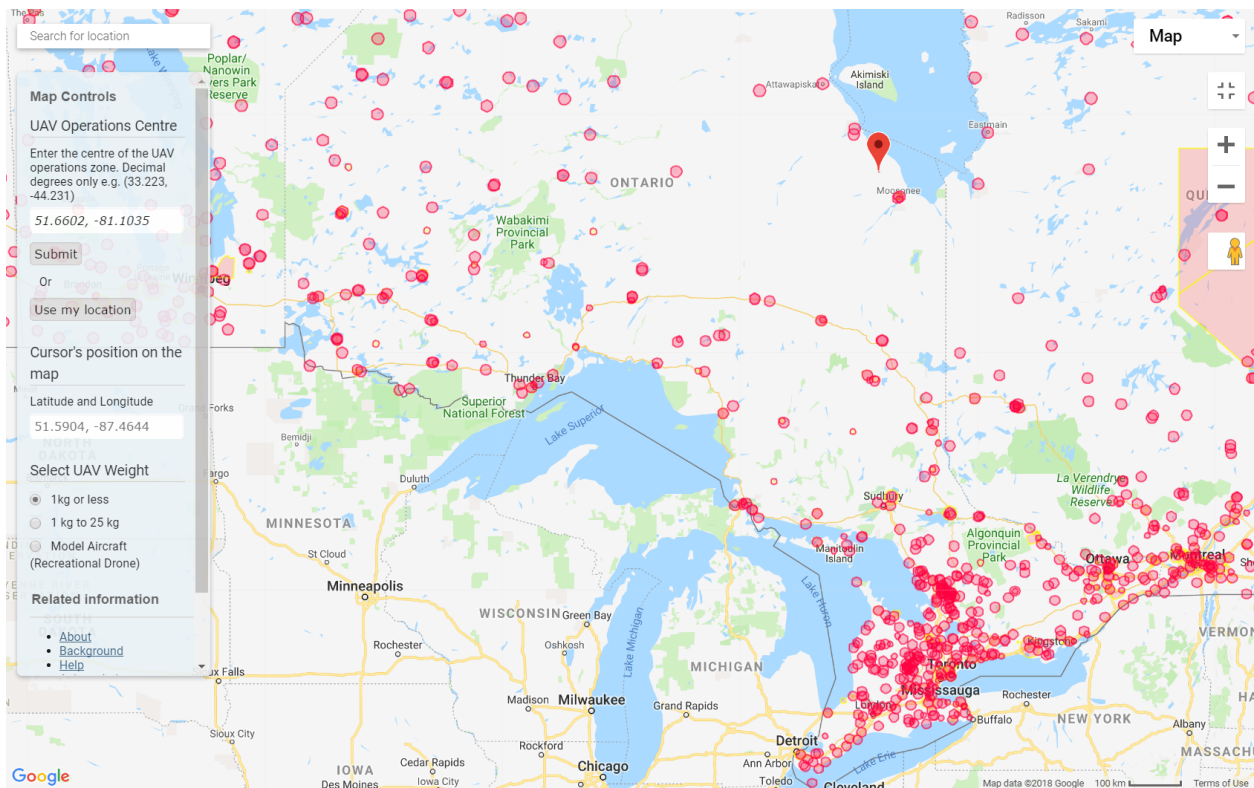 The Pas
Search for location
Map Controls
UAV Operations Centre
Enter the centre of the UAV
operations zone. Decimal
degrees only e.g. (33.223,
-44.231)
51.6602, -81.1035
Submit
Or
Use my location
Cursor's position on the
map
Latitude and Longitude
51.5904, -87.4644
Select UAV Weight
1kg or less
1 kg to 25 kg
Model Aircraft
(Recreational Drone)
Related information
About
Background
Help
Google
Poplar/
Nanowin
Rivers Park
Reserve
Winnipeg
Brandon
Grand Forks
Bemidji
NORTH
DAKOTA
Fargo
MINNESOTA
St Cloud
Minneapolis
Rochester
Sioux Falls
Sioux City
IOWA
Cedar Rapids
Iowa City
Des Moines
Duluth
Superior
National Forest
Thunder Bay
Lake Superior
ONTARIO
Wabakimi
Provincial
Park
Attawapiskat
Akimiski
Island
Moosonee
Eastmain
Radisson
Sakami
Map
WISCONSIN
Green Bay
Oshkosh
Madison
Milwaukee
Rockford
Chicago
Lake Michigan
MICHIGAN
Grand Rapids
Detroit
Ann Arbor
Toledo
Cleveland
Lake Erie
Lake Huron
Manitoulin
Island
Sudbury
Algonquin
Provincial
Park
La Verendrye
Wildlife
Reserve
Ottawa
Montreal
Kingston
Toronto
Mississauga
London
Buffalo
Rochester
NEW YORK
Albany
VERMONT
MASSACH
Map data ©2018 Google
100 km
Terms of Use